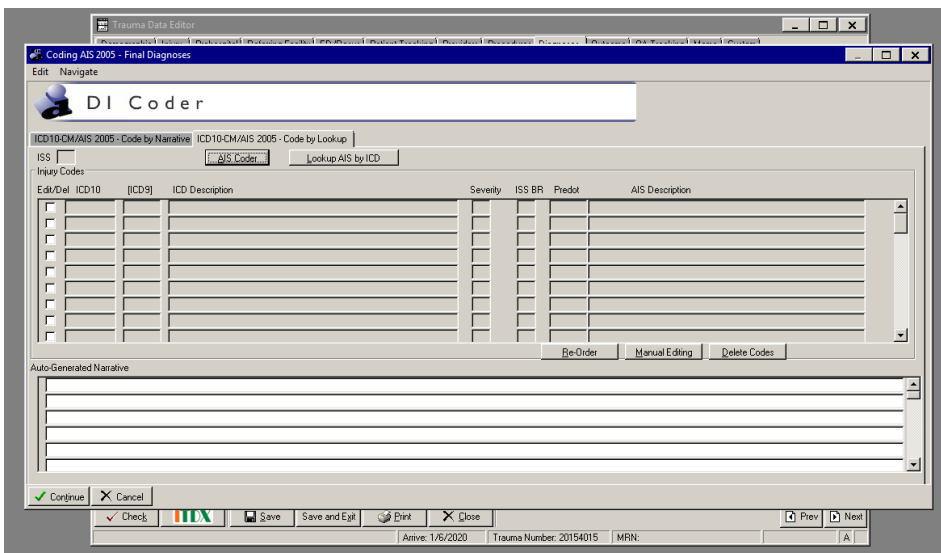 Trauma Data Editor
Coding AIS 2005 - Final Diagnoses
Edit Navigate
DI Coder
ICD10-CM/AIS 2005 - Code by Narrative ICD10-CM/AIS 2005 - Code by Lookup
ISS AIS Coder Lookup AIS by ICD
Injury Codes
Edit/Del ICD10 [ICD9] ICD Description Severity ISS BR Predot AIS Description
Re-Order Manual Editing Delete Codes
Auto-Generated Narrative
Continue Cancel
Check ITDX Save Save and Exit Print Close Prev Next
Arrive: 1/6/2020 Trauma Number: 20154015 MRN: A